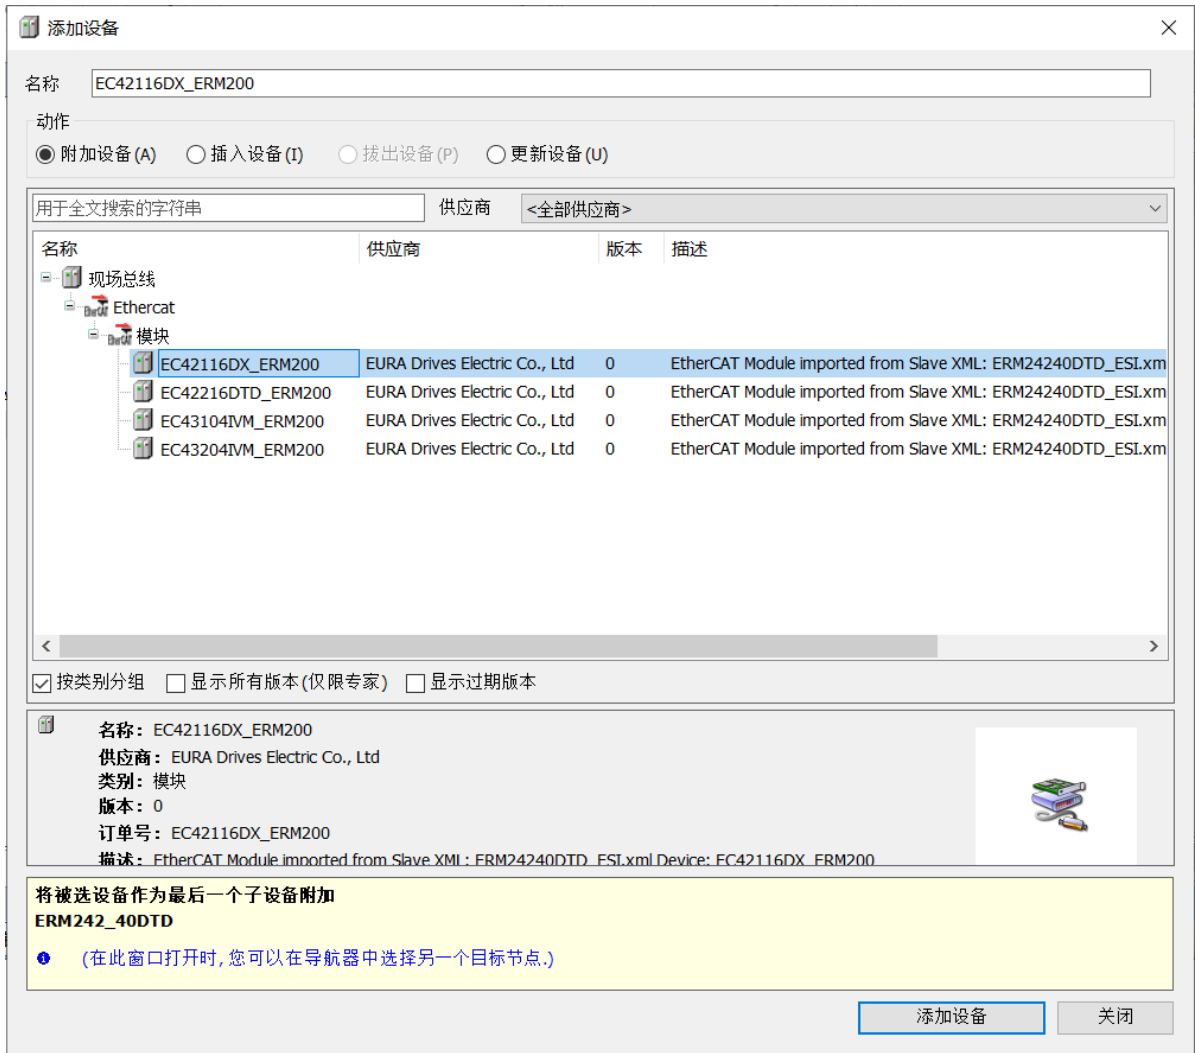 添加设备
名称 EC42116DX_ERM200
动作
附加设备(A) 插入设备(I) 拔出设备(P) 更新设备(U)
用于全文搜索的字符串 供应商 <全部供应商>
名称 供应商 版本 描述
现场总线
Ethercat
模块
EC42116DX_ERM200 EURA Drives Electric Co., Ltd 0 EtherCAT Module imported from Slave XML: ERM24240DTD_ESI.xm
EC42216DTD_ERM200 EURA Drives Electric Co., Ltd 0 EtherCAT Module imported from Slave XML: ERM24240DTD_ESI.xm
EC43104IVM_ERM200 EURA Drives Electric Co., Ltd 0 EtherCAT Module imported from Slave XML: ERM24240DTD_ESI.xm
EC43204IVM_ERM200 EURA Drives Electric Co., Ltd 0 EtherCAT Module imported from Slave XML: ERM24240DTD_ESI.xm
按类别分组 显示所有版本(仅限专家) 显示过期版本
名称: EC42116DX_ERM200
供应商: EURA Drives Electric Co., Ltd
类别: 模块
版本: 0
订单号: EC42116DX_ERM200
描述: EtherCAT Module imported from Slave XML: ERM24240DTD_ESI.xml Device: EC42116DX_ERM200
将被选设备作为最后一个子设备附加
ERM242_40DTD
(在此窗口打开时,您可以在导航器中选择另一个目标节点.)
添加设备 关闭